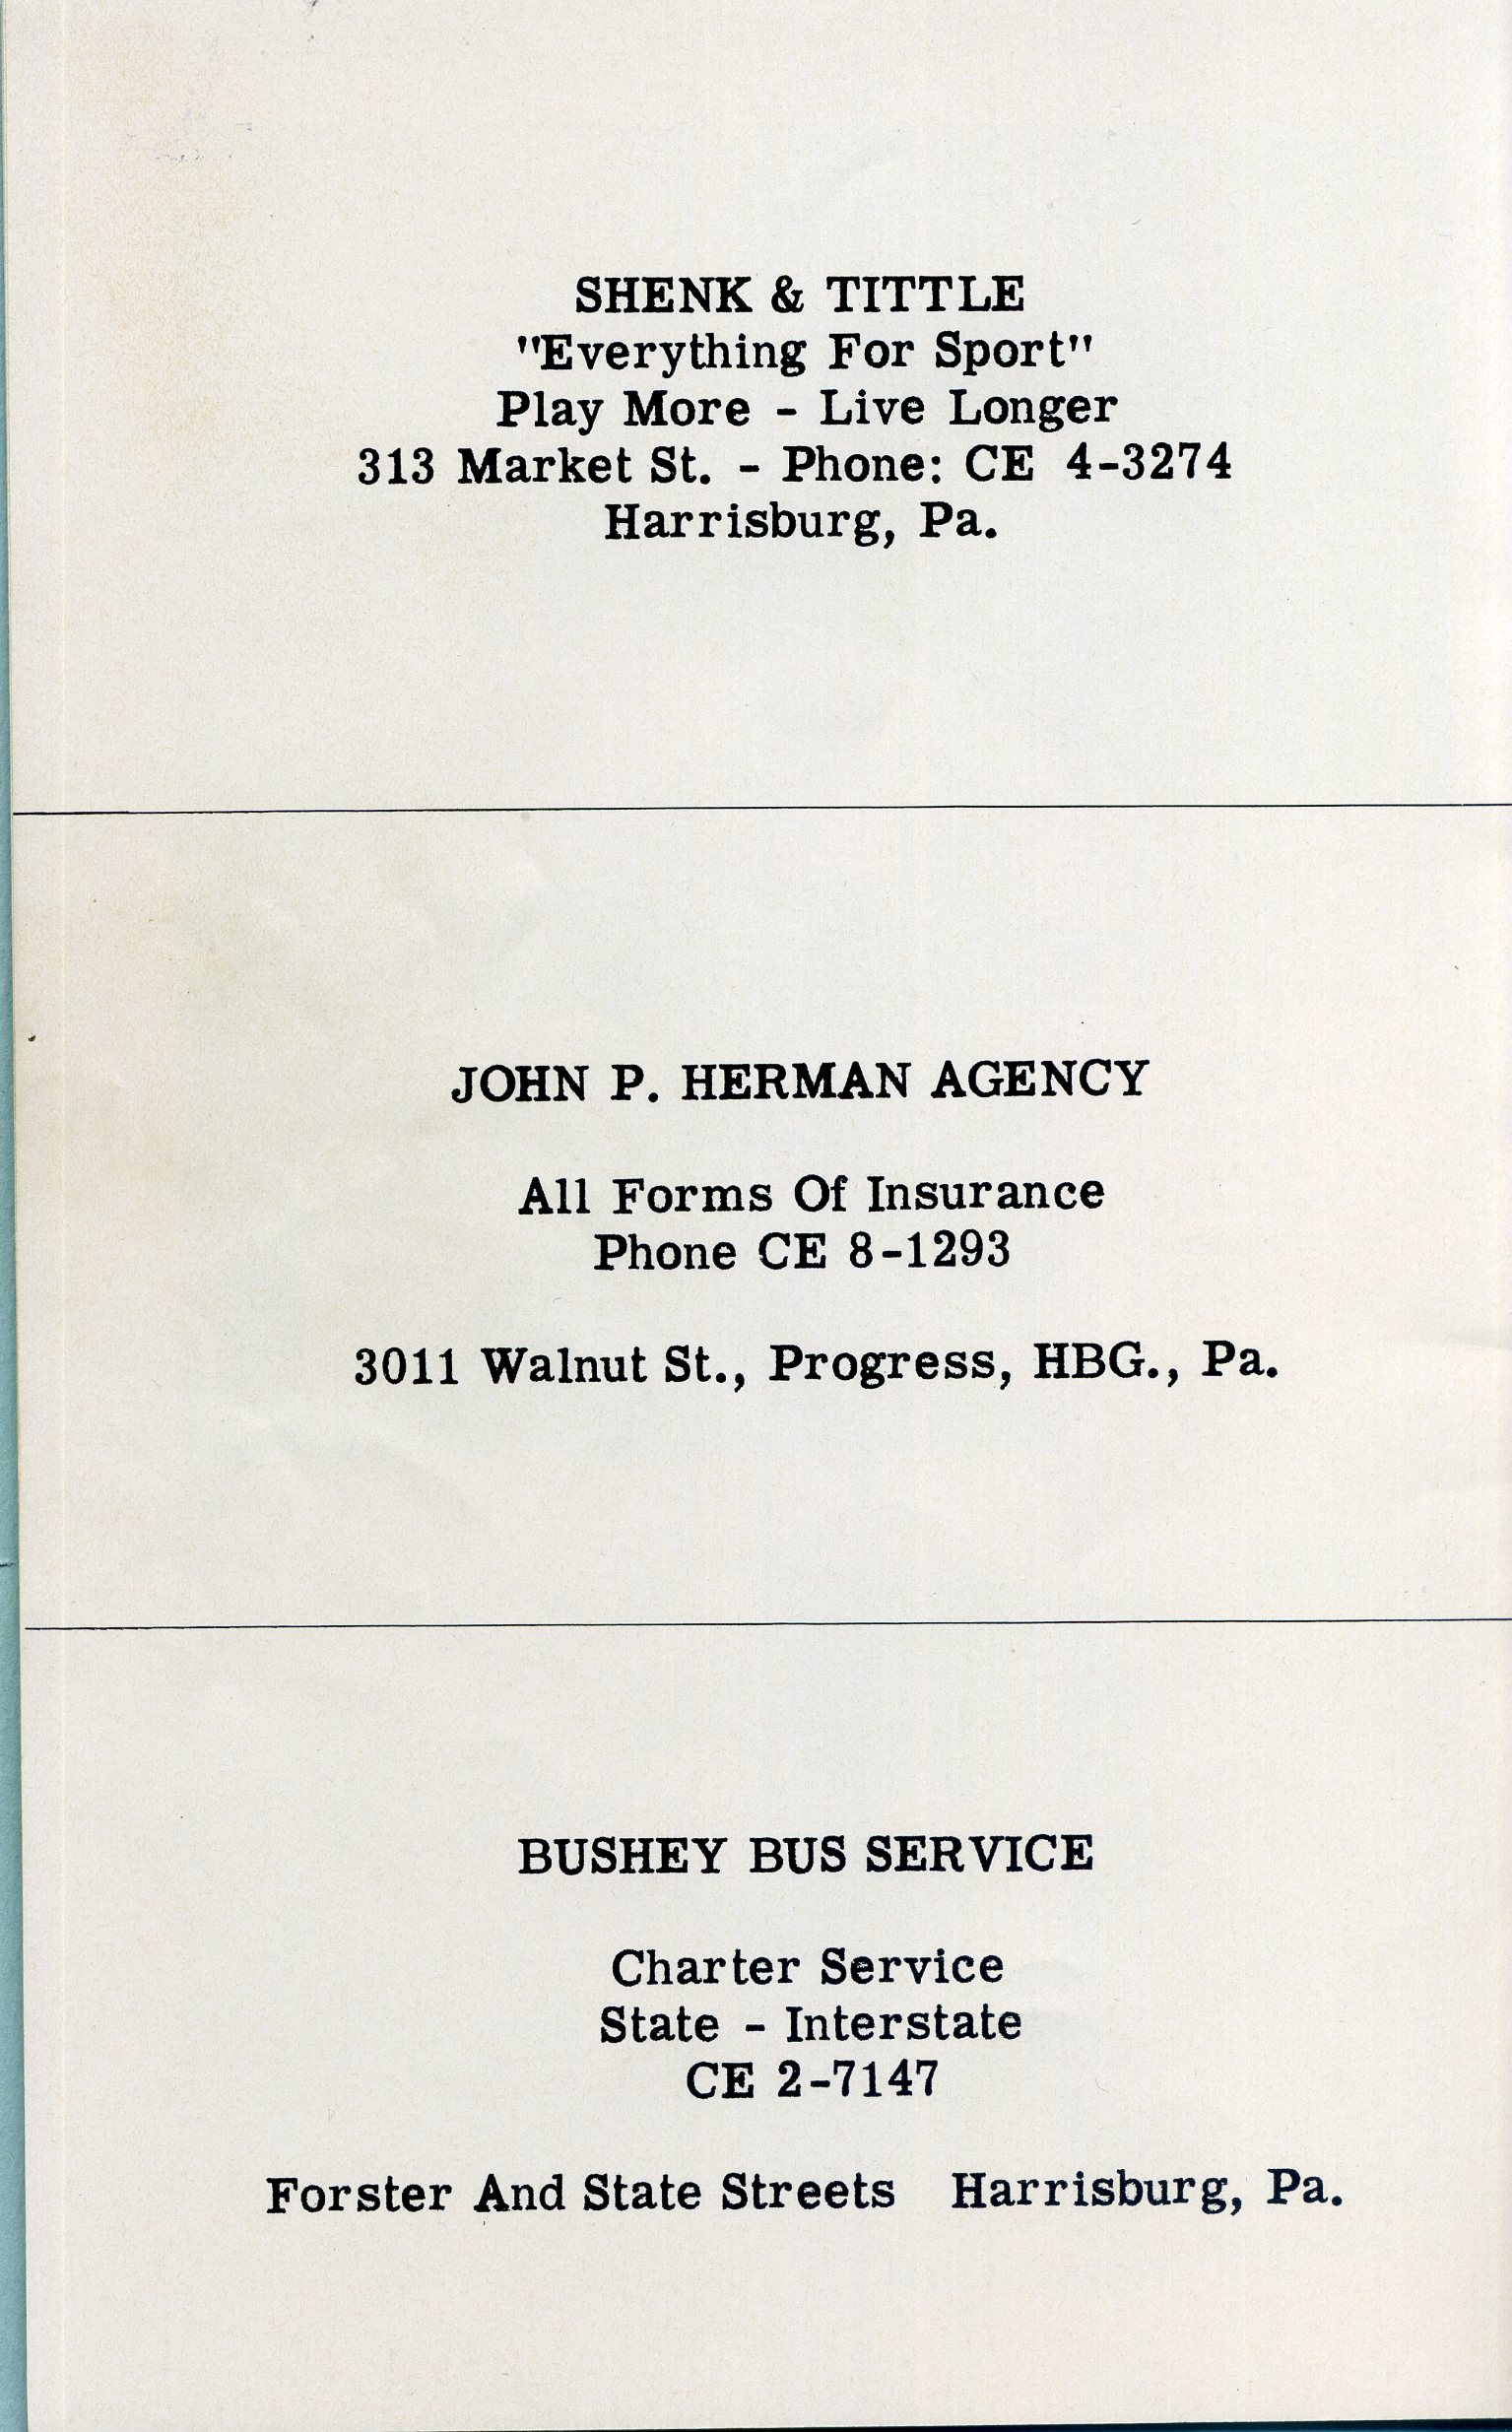 SHENK & TITTLE
"Everything For Sport"
Play More - Live Longer
313 Market St. - Phone: CE 4-3274
Harrisburg, Pa.
JOHN P. HERMAN AGENCY
All Forms Of Insurance
Phone CE 8-1293
3011 Walnut St., Progress, HBG., Pa.
BUSHEY BUS SERVICE
Charter Service
State - Interstate
CE 2-7147
Forster And State Streets Harrisburg, Pa.